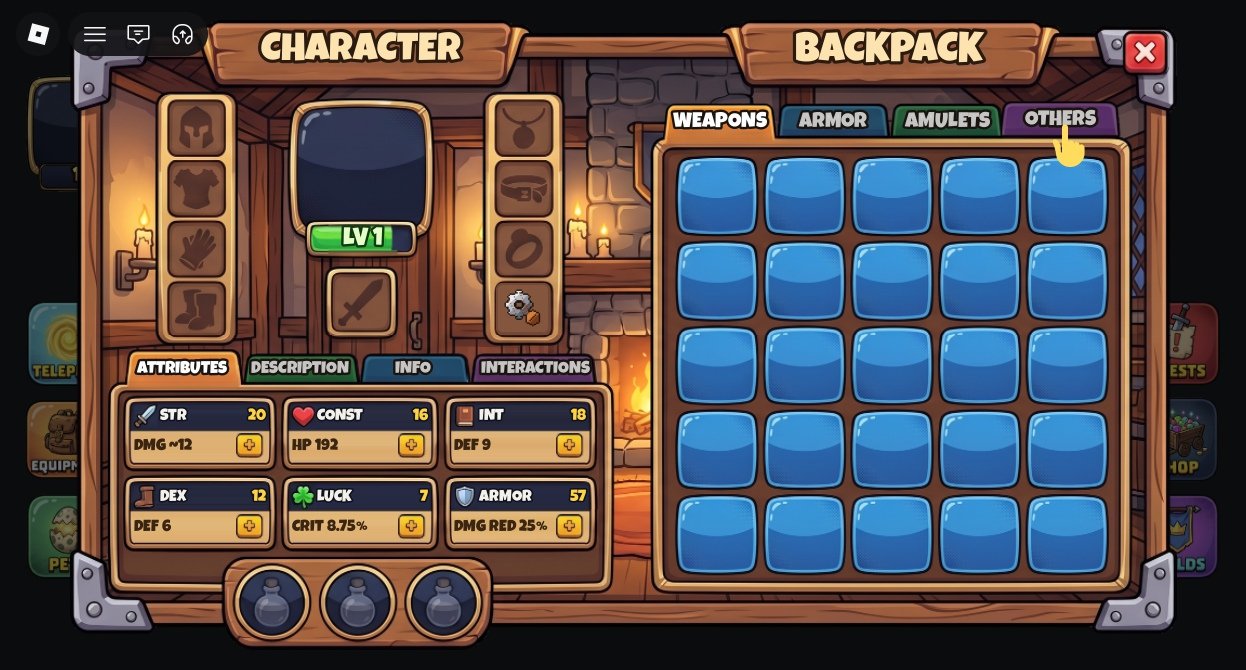 CHARACTER
BACKPACK
WEAPONS
ARMOR
AMULETS
OTHERS
LV 1
ATTRIBUTES
DESCRIPTION
INFO
INTERACTIONS
STR 20
DMG ~12
CONST 16
HP 192
INT 18
DEF 9
DEX 12
DEF 6
LUCK 7
CRIT 8.75%
ARMOR 57
DMG RED 25%
TELEP
EQUIPM
PE
ESTS
HOP
LDS